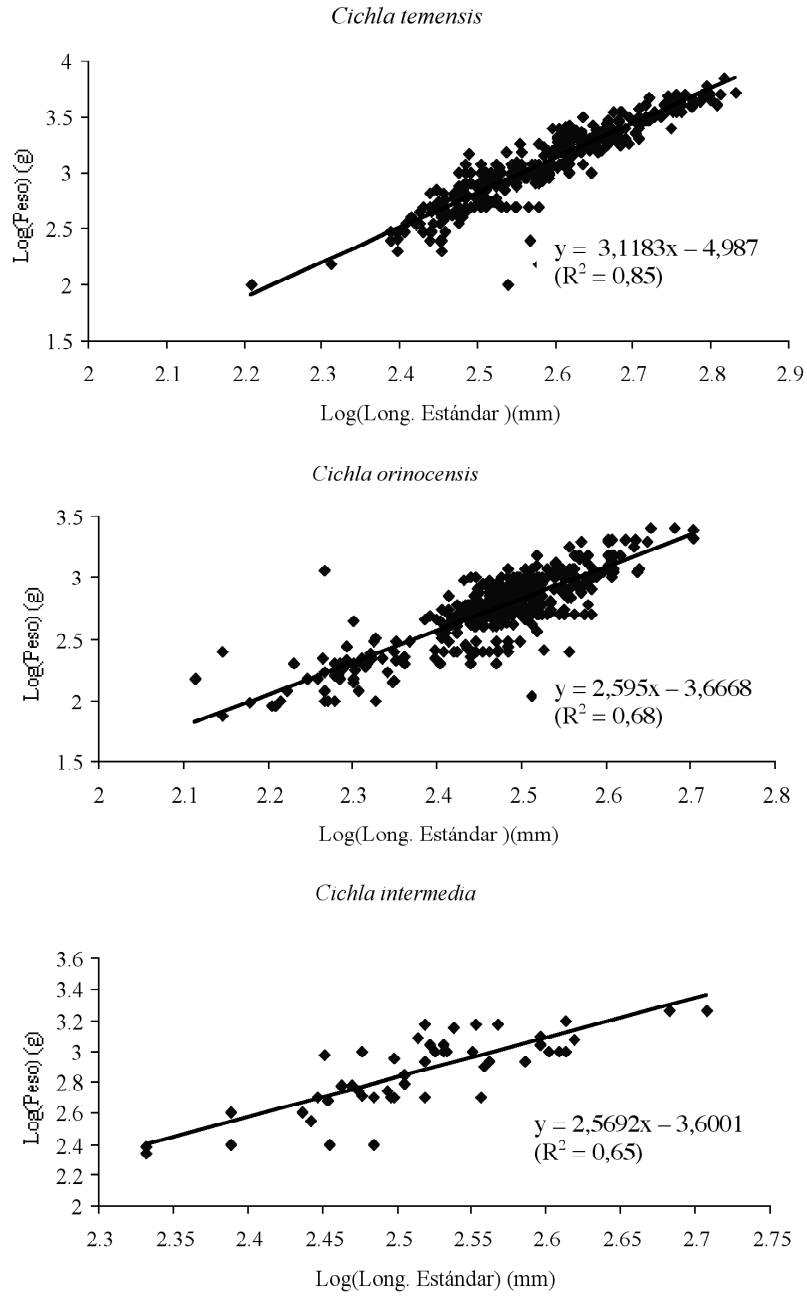 Cichla temensis
4
3.5
3
2.5
2
1.5
Log(Peso) (g)
y = 3,1183x – 4,987
(R² = 0,85)
2 2.1 2.2 2.3 2.4 2.5 2.6 2.7 2.8 2.9
Log(Long. Estándar )(mm)
Cichla orinocensis
3.5
3
2.5
2
1.5
Log(Peso) (g)
y = 2,595x – 3,6668
(R² = 0,68)
2 2.1 2.2 2.3 2.4 2.5 2.6 2.7 2.8
Log(Long. Estándar )(mm)
Cichla intermedia
3.6
3.4
3.2
3
2.8
2.6
2.4
2.2
2
Log(Peso) (g)
y = 2,5692x – 3,6001
(R² = 0,65)
2.3 2.35 2.4 2.45 2.5 2.55 2.6 2.65 2.7 2.75
Log(Long. Estándar) (mm)